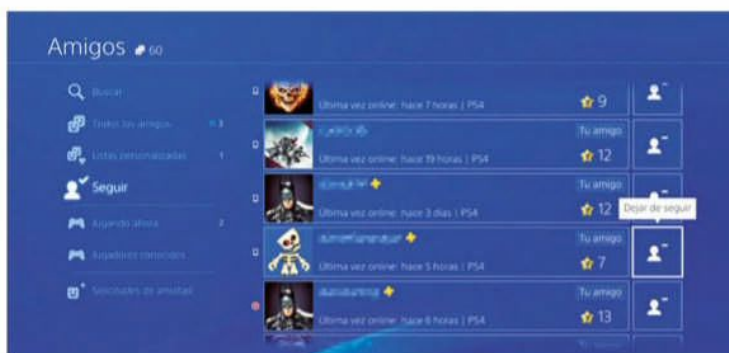 Amigos 60
Buscar
Todos los amigos 3
Listas personalizadas 1
Seguir
Jugando ahora 2
Jugadores conocidos
Solicitudes de amistad
Última vez online: hace 7 horas | PS4
9
Tu amigo
Última vez online: hace 19 horas | PS4
12
Tu amigo
Última vez online: hace 3 días | PS4
12
Dejar de seguir
Tu amigo
Última vez online: hace 5 horas | PS4
7
Tu amigo
Última vez online: hace 6 horas | PS4
13